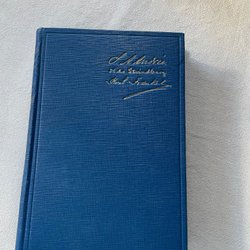 S A Andrée
Nils Strindberg
Knut Frænkel